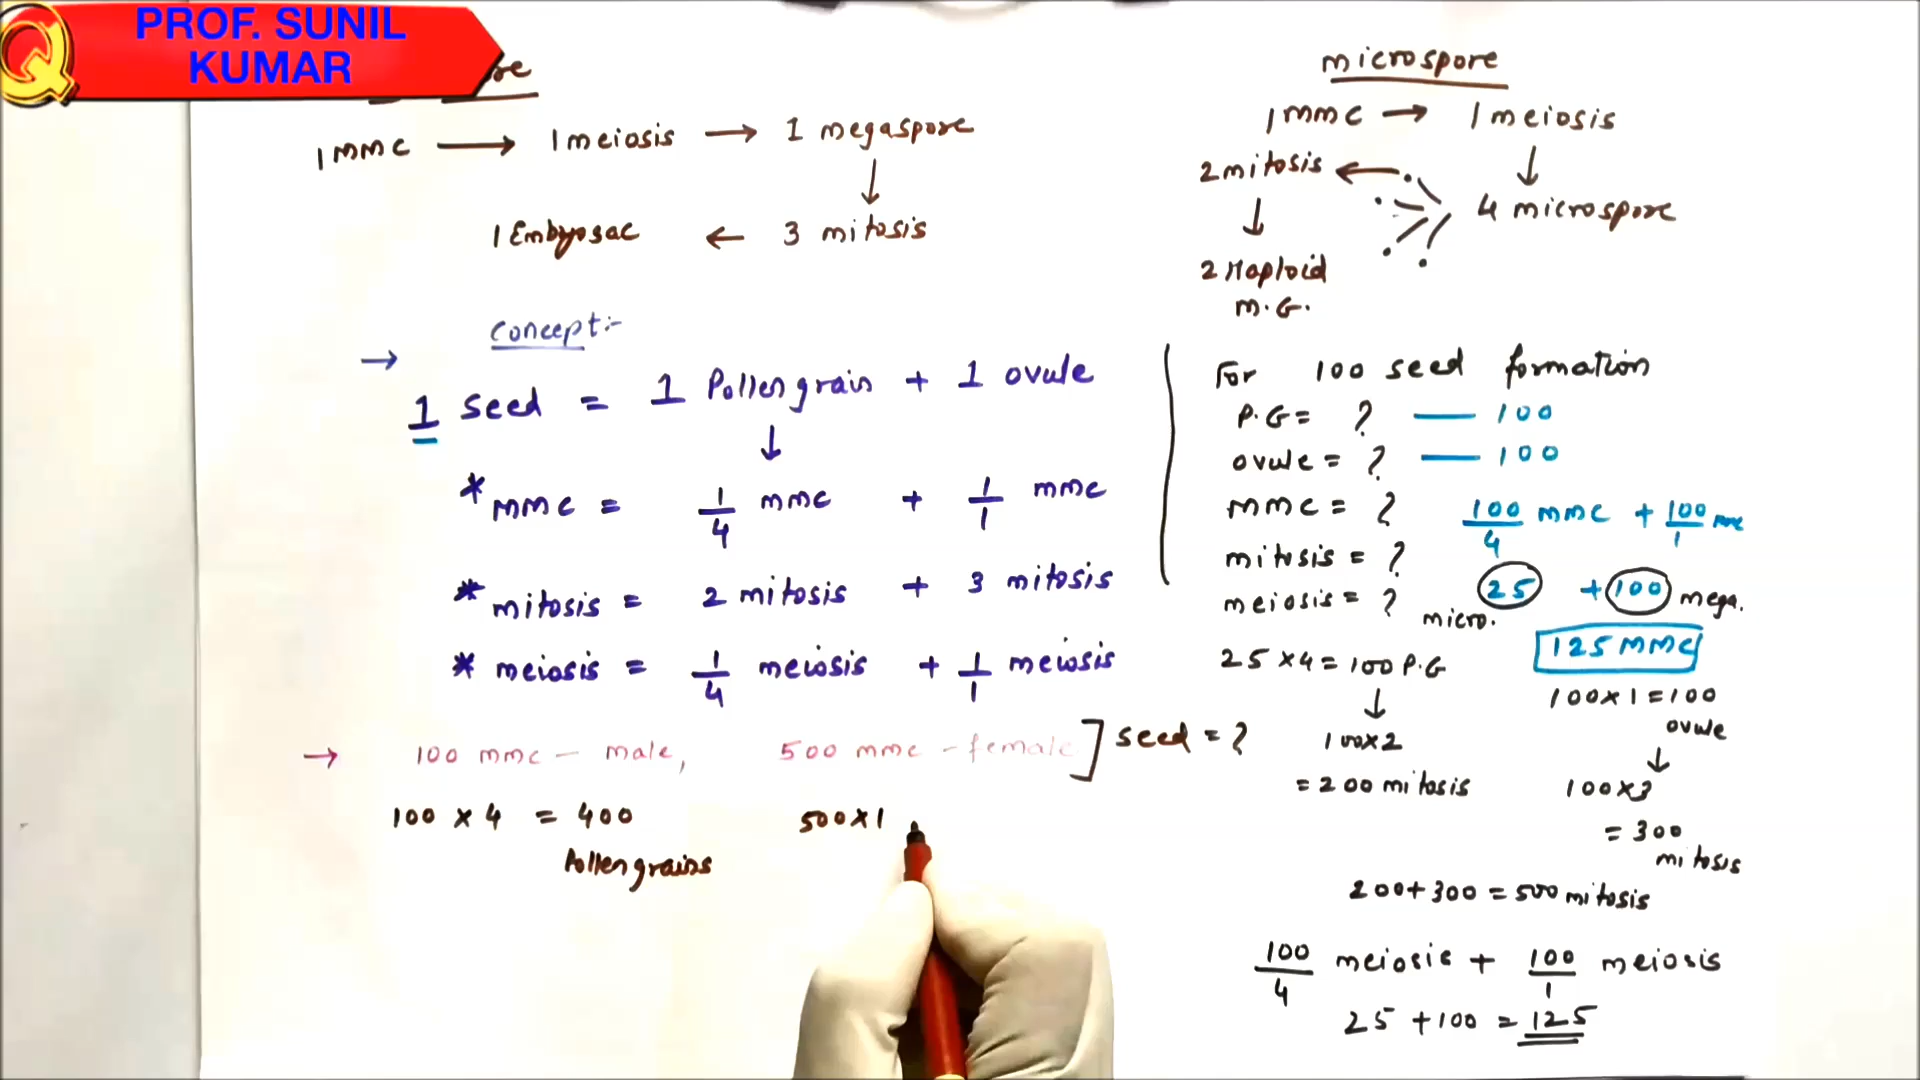 PROF. SUNIL
KUMAR
1 mmc → 1 meiosis → 1 megaspore
↓
1 Embyosac ← 3 mitosis
microspore
1 mmc → 1 meiosis
↓
2 mitosis ← 4 microspore
↓
2 Haploid
M.G.
→ Concept:-
1 seed = 1 Pollengrain + 1 ovule
↓
* mmc = 1/4 mmc + 1/1 mmc
* mitosis = 2 mitosis + 3 mitosis
* meiosis = 1/4 meiosis + 1/1 meiosis
→ 100 mmc - male, 500 mmc - female ] seed = ?
100 × 4 = 400 500×1
Pollengrains
For 100 seed formation
P.G = ? — 100
ovule = ? — 100
mmc = ? 100/4 mmc + 100/1 mmc
mitosis = ? 25 + 100 mega.
meiosis = ? micro.
125 MMC
25 ×4 = 100 P.G
↓
100×2
= 200 mitosis
100×1 = 100
ovule
↓
100×3
= 300
mitosis
200+300 = 500 mitosis
100/4 meiosis + 100/1 meiosis
25 +100 = 125